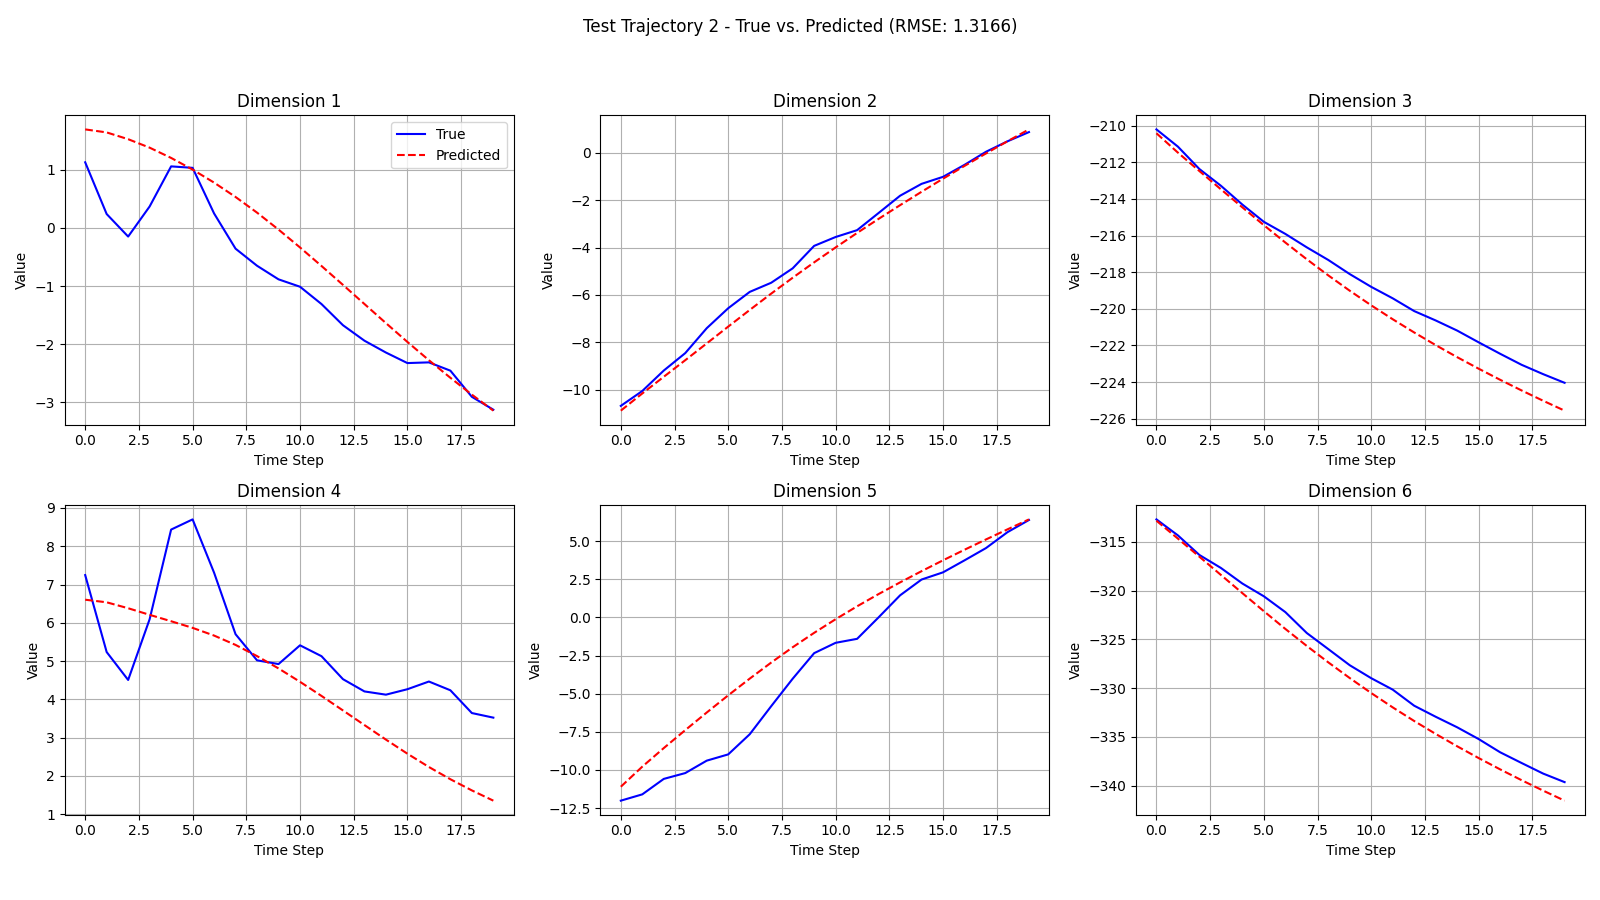 Test Trajectory 2 - True vs. Predicted (RMSE: 1.3166)
Dimension 1
True
Predicted
1
0
−1
−2
−3
Value
0.0 2.5 5.0 7.5 10.0 12.5 15.0 17.5
Time Step
Dimension 2
0
−2
−4
−6
−8
−10
Value
0.0 2.5 5.0 7.5 10.0 12.5 15.0 17.5
Time Step
Dimension 3
−210
−212
−214
−216
−218
−220
−222
−224
−226
Value
0.0 2.5 5.0 7.5 10.0 12.5 15.0 17.5
Time Step
Dimension 4
9
8
7
6
5
4
3
2
1
Value
0.0 2.5 5.0 7.5 10.0 12.5 15.0 17.5
Time Step
Dimension 5
5.0
2.5
0.0
−2.5
−5.0
−7.5
−10.0
−12.5
Value
0.0 2.5 5.0 7.5 10.0 12.5 15.0 17.5
Time Step
Dimension 6
−315
−320
−325
−330
−335
−340
Value
0.0 2.5 5.0 7.5 10.0 12.5 15.0 17.5
Time Step